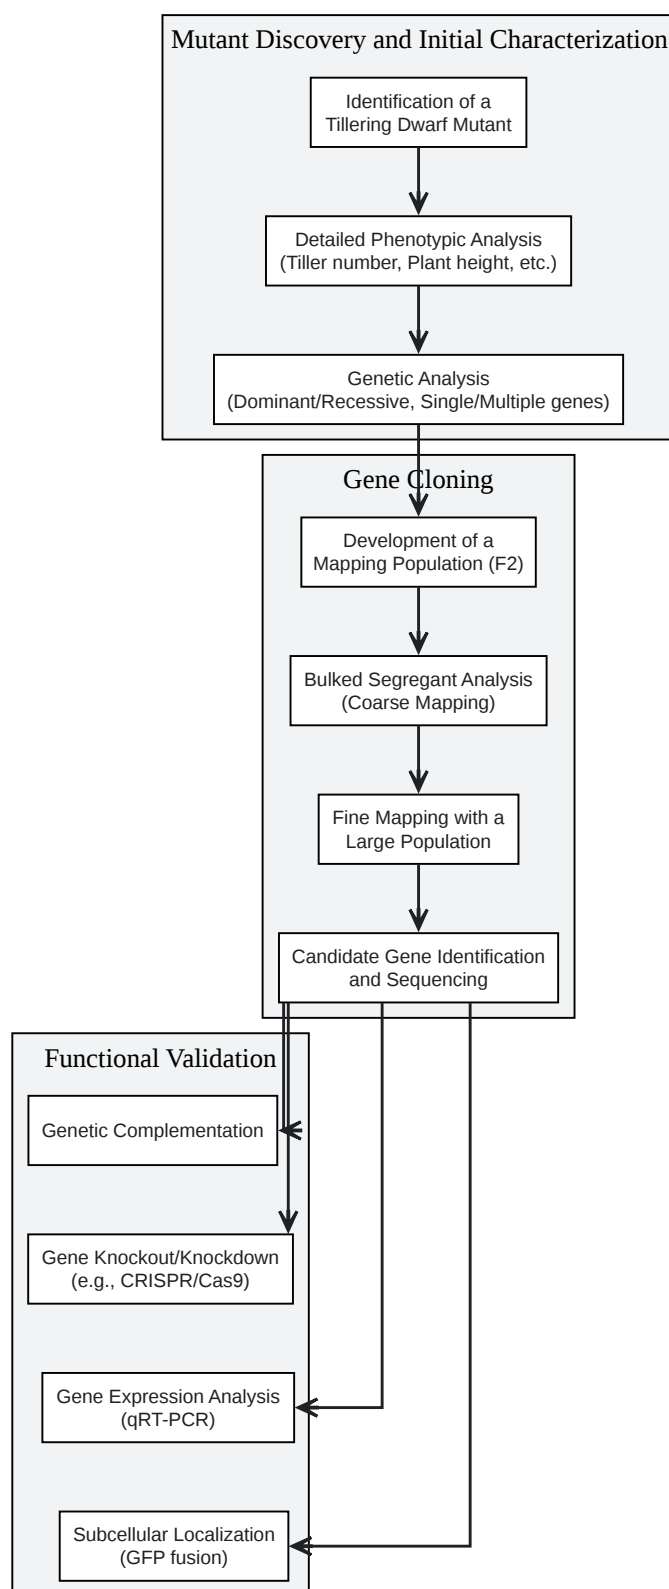 Mutant Discovery and Initial Characterization
Identification of a
Tillering Dwarf Mutant
Detailed Phenotypic Analysis
(Tiller number, Plant height, etc.)
Genetic Analysis
(Dominant/Recessive, Single/Multiple genes)
Gene Cloning
Development of a
Mapping Population (F2)
Bulked Segregant Analysis
(Coarse Mapping)
Fine Mapping with a
Large Population
Candidate Gene Identification
and Sequencing
Functional Validation
Genetic Complementation
Gene Knockout/Knockdown
(e.g., CRISPR/Cas9)
Gene Expression Analysis
(qRT-PCR)
Subcellular Localization
(GFP fusion)